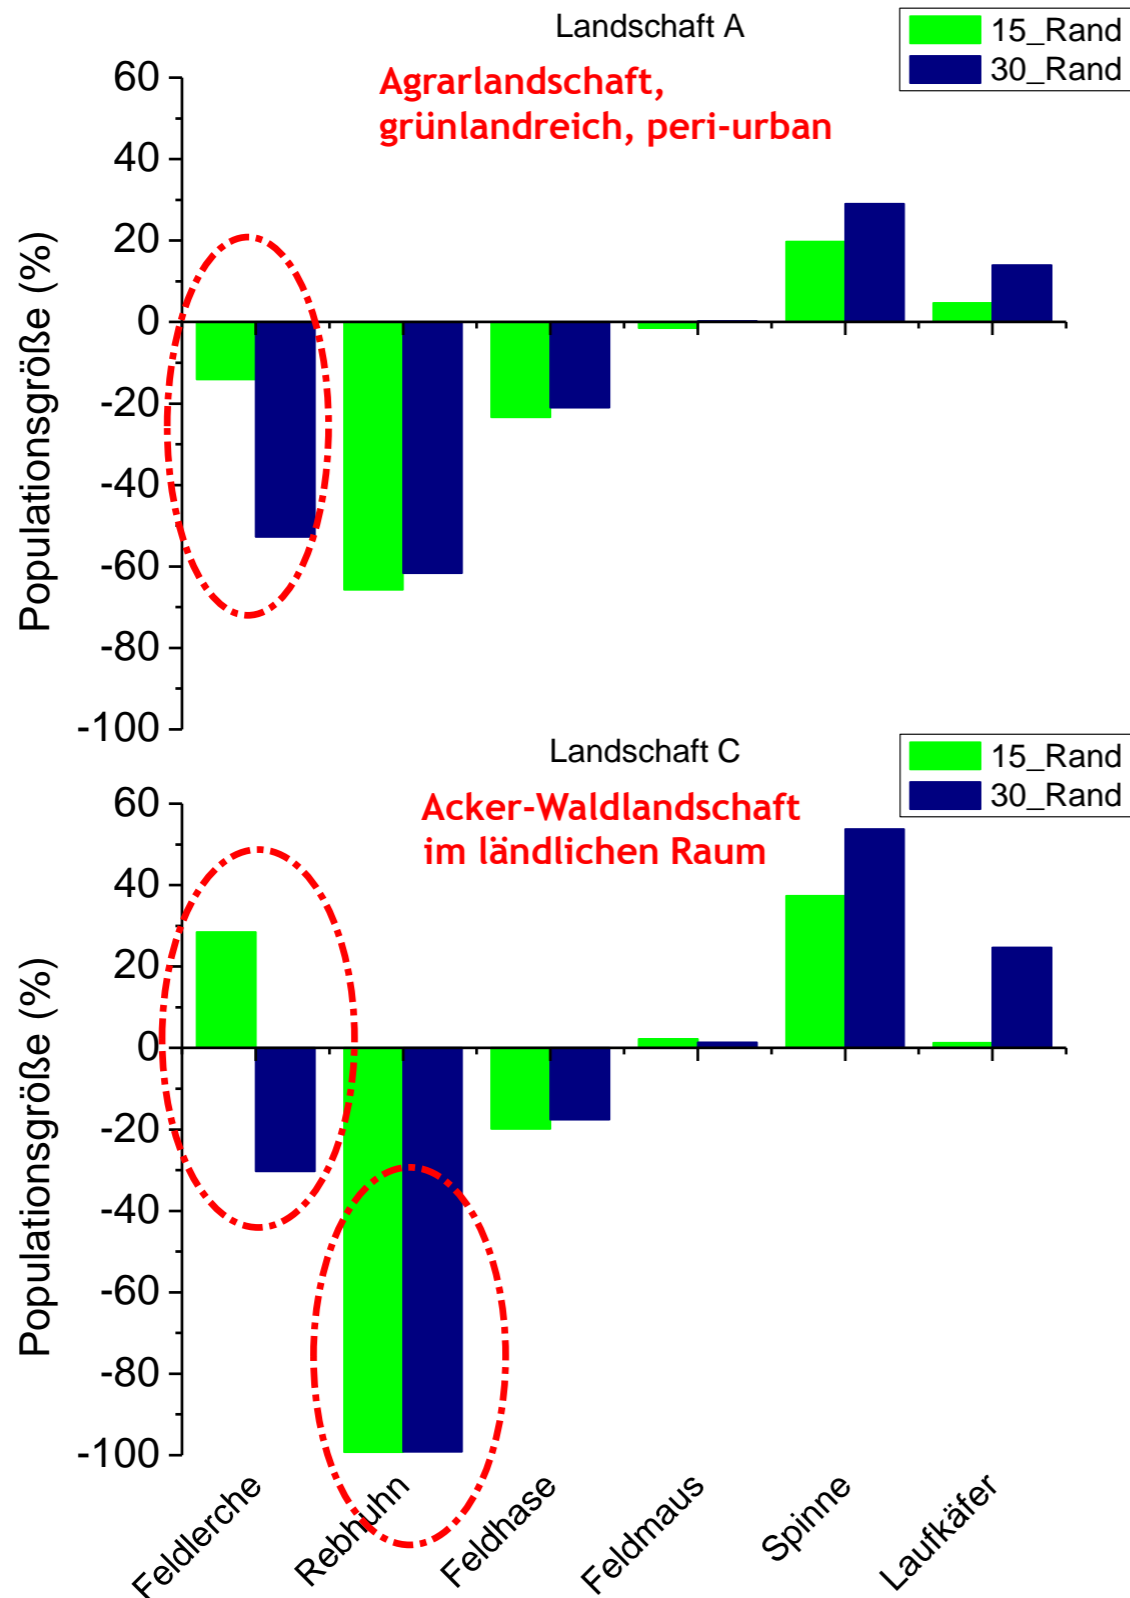 Landschaft A
15_Rand
30_Rand
Agrarlandschaft,
grünlandreich, peri-urban
60
40
20
0
-20
-40
-60
-80
-100
Populationsgröße (%)
Landschaft C
15_Rand
30_Rand
Acker-Waldlandschaft
im ländlichen Raum
60
40
20
0
-20
-40
-60
-80
-100
Populationsgröße (%)
Feldlerche
Rebhuhn
Feldhase
Feldmaus
Spinne
Laufkäfer